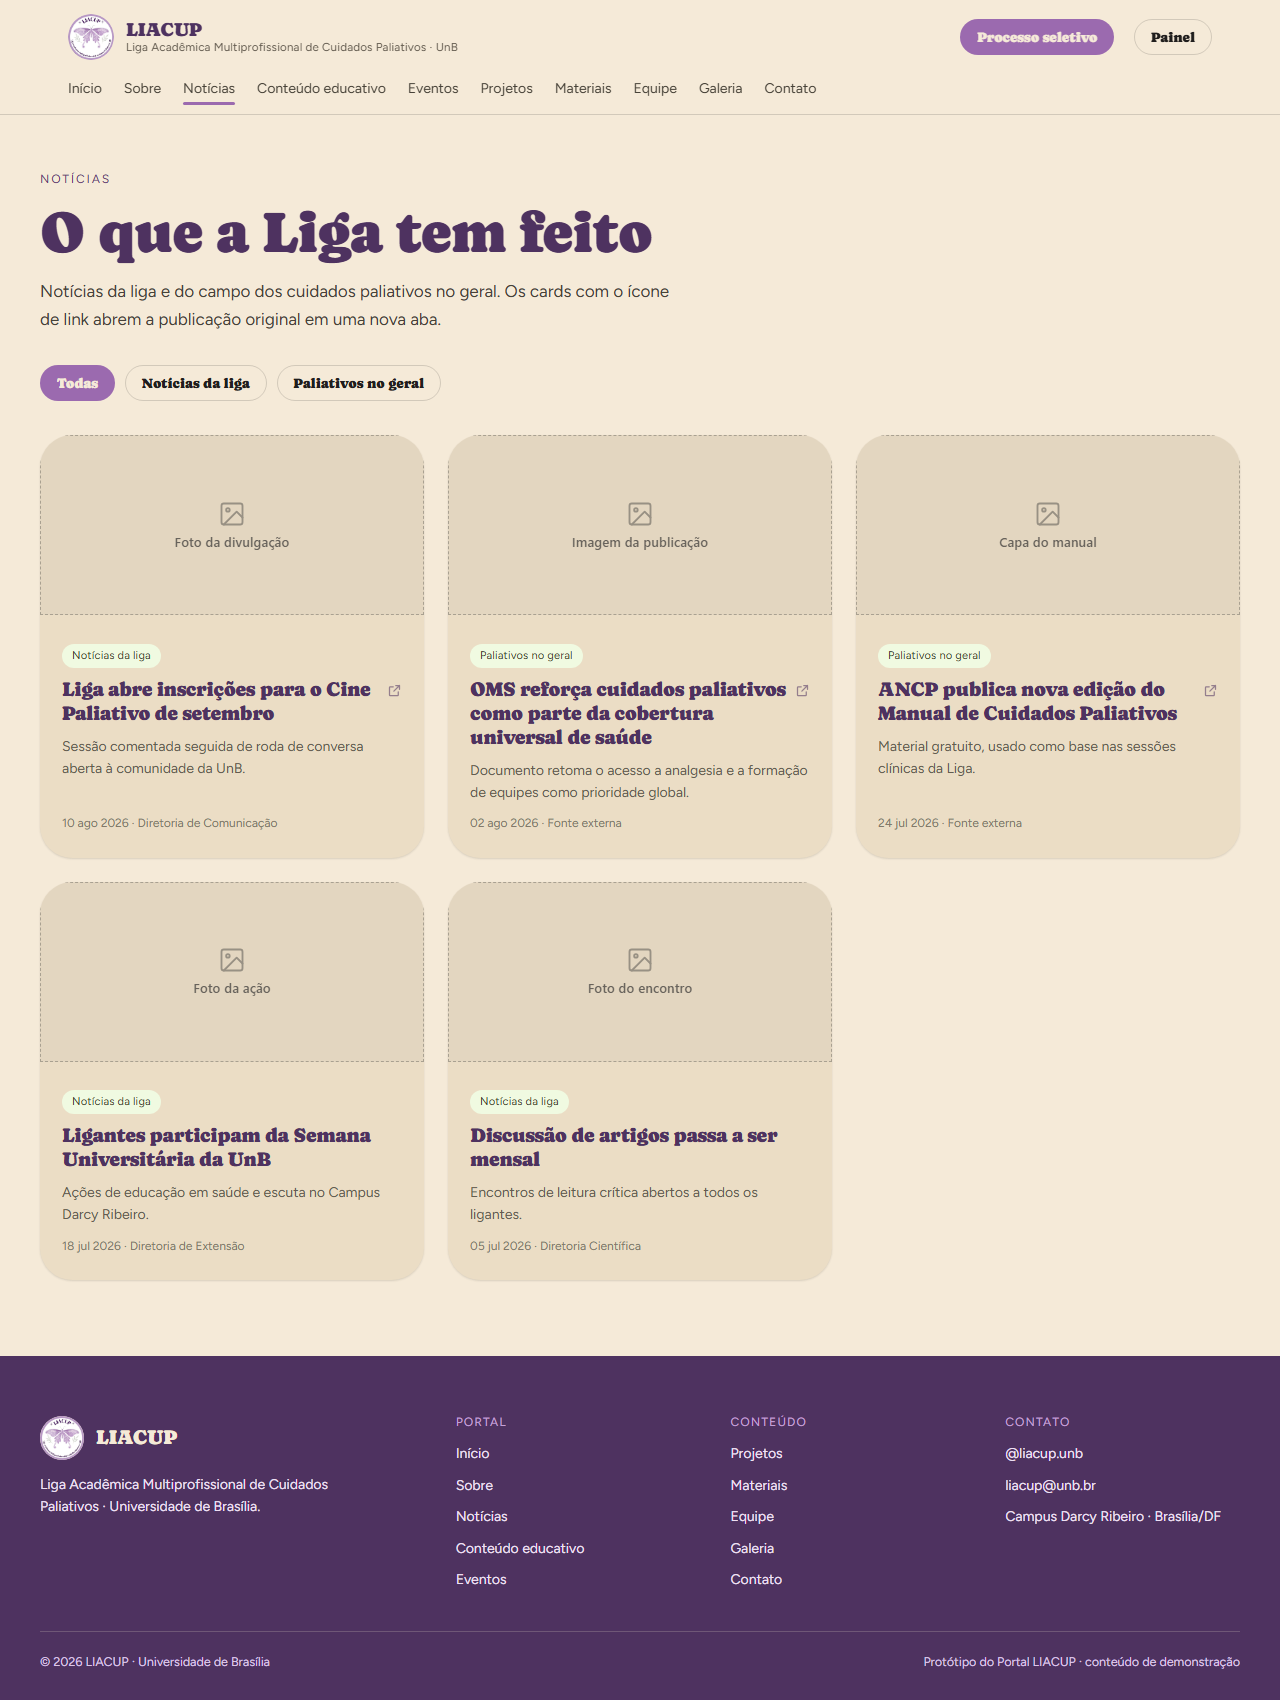 LIACUP
Liga Acadêmica Multiprofissional de Cuidados Paliativos · UnB
Processo seletivo
Painel
Início
Sobre
Notícias
Conteúdo educativo
Eventos
Projetos
Materiais
Equipe
Galeria
Contato
NOTÍCIAS
O que a Liga tem feito
Notícias da liga e do campo dos cuidados paliativos no geral. Os cards com o ícone
de link abrem a publicação original em uma nova aba.
Todas
Notícias da liga
Paliativos no geral
Foto da divulgação
Notícias da liga
Liga abre inscrições para o Cine
Paliativo de setembro
Sessão comentada seguida de roda de conversa
aberta à comunidade da UnB.
10 ago 2026 · Diretoria de Comunicação
Imagem da publicação
Paliativos no geral
OMS reforça cuidados paliativos
como parte da cobertura
universal de saúde
Documento retoma o acesso a analgesia e a formação
de equipes como prioridade global.
02 ago 2026 · Fonte externa
Capa do manual
Paliativos no geral
ANCP publica nova edição do
Manual de Cuidados Paliativos
Material gratuito, usado como base nas sessões
clínicas da Liga.
24 jul 2026 · Fonte externa
Foto da ação
Notícias da liga
Ligantes participam da Semana
Universitária da UnB
Ações de educação em saúde e escuta no Campus
Darcy Ribeiro.
18 jul 2026 · Diretoria de Extensão
Foto do encontro
Notícias da liga
Discussão de artigos passa a ser
mensal
Encontros de leitura crítica abertos a todos os
ligantes.
05 jul 2026 · Diretoria Científica
LIACUP
Liga Acadêmica Multiprofissional de Cuidados
Paliativos · Universidade de Brasília.
PORTAL
Início
Sobre
Notícias
Conteúdo educativo
Eventos
CONTEÚDO
Projetos
Materiais
Equipe
Galeria
Contato
CONTATO
@liacup.unb
liacup@unb.br
Campus Darcy Ribeiro · Brasília/DF
© 2026 LIACUP · Universidade de Brasília
Protótipo do Portal LIACUP · conteúdo de demonstração